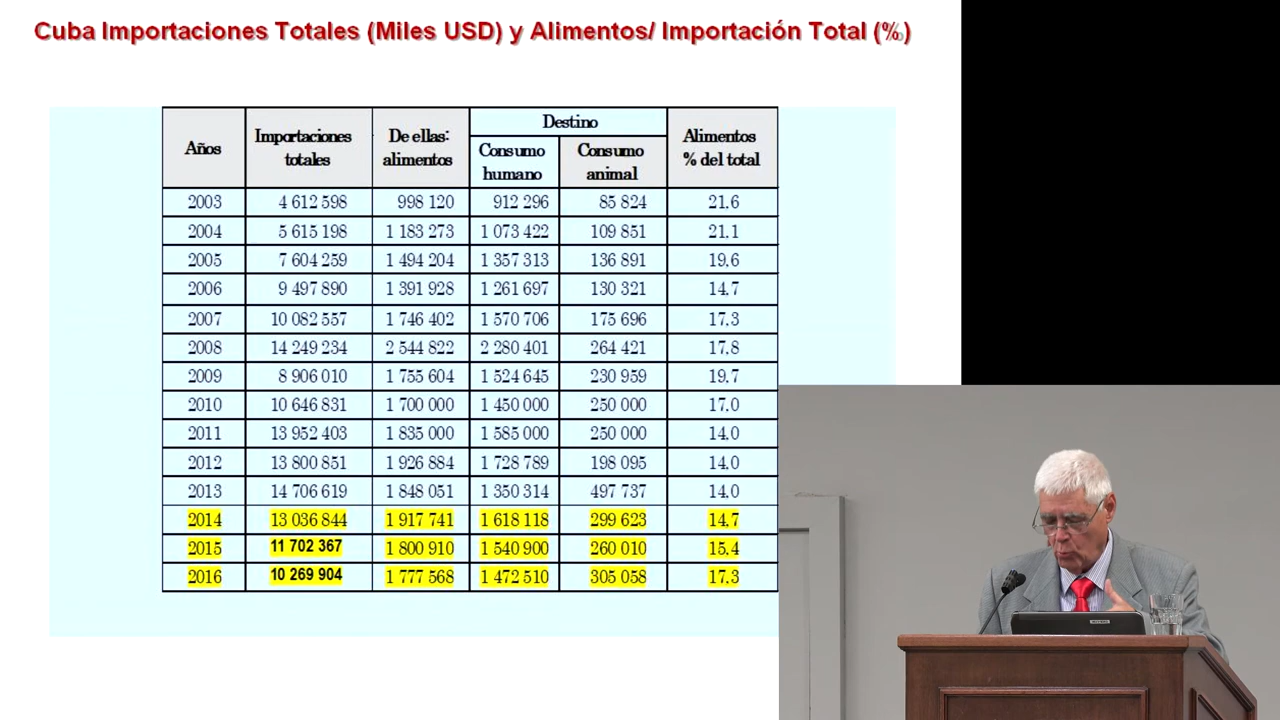 Cuba Importaciones Totales (Miles USD) y Alimentos/ Importación Total (%)
Años Importaciones totales De ellas: alimentos Destino Consumo humano Consumo animal Alimentos % del total
2003 4 612 598 998 120 912 296 85 824 21.6
2004 5 615 198 1 183 273 1 073 422 109 851 21.1
2005 7 604 259 1 494 204 1 357 313 136 891 19.6
2006 9 497 890 1 391 928 1 261 697 130 321 14.7
2007 10 082 557 1 746 402 1 570 706 175 696 17.3
2008 14 249 234 2 544 822 2 280 401 264 421 17.8
2009 8 906 010 1 755 604 1 524 645 230 959 19.7
2010 10 646 831 1 700 000 1 450 000 250 000 17.0
2011 13 952 403 1 835 000 1 585 000 250 000 14.0
2012 13 800 851 1 926 884 1 728 789 198 095 14.0
2013 14 706 619 1 848 051 1 350 314 497 737 14.0
2014 13 036 844 1 917 741 1 618 118 299 623 14.7
2015 11 702 367 1 800 910 1 540 900 260 010 15.4
2016 10 269 904 1 777 568 1 472 510 305 058 17.3